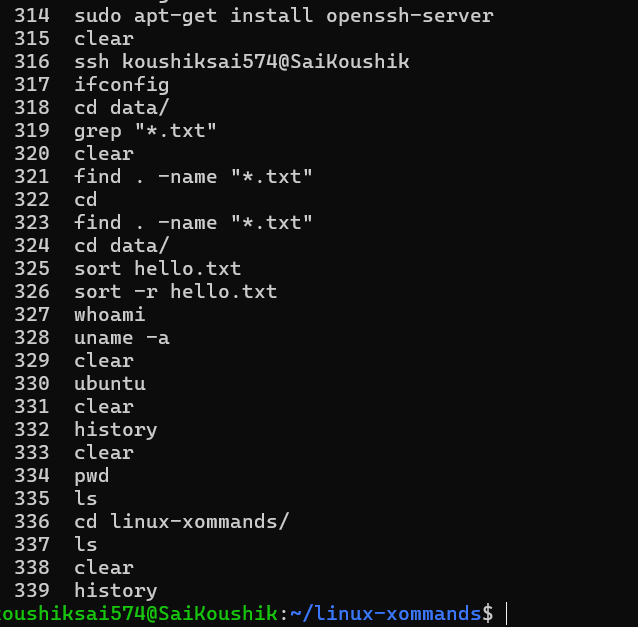 314 sudo apt-get install openssh-server
315 clear
316 ssh koushiksai574@SaiKoushik
317 ifconfig
318 cd data/
319 grep "*.txt"
320 clear
321 find . -name "*.txt"
322 cd
323 find . -name "*.txt"
324 cd data/
325 sort hello.txt
326 sort -r hello.txt
327 whoami
328 uname -a
329 clear
330 ubuntu
331 clear
332 history
333 clear
334 pwd
335 ls
336 cd linux-xommands/
337 ls
338 clear
339 history
koushiksai574@SaiKoushik:~/linux-xommands$